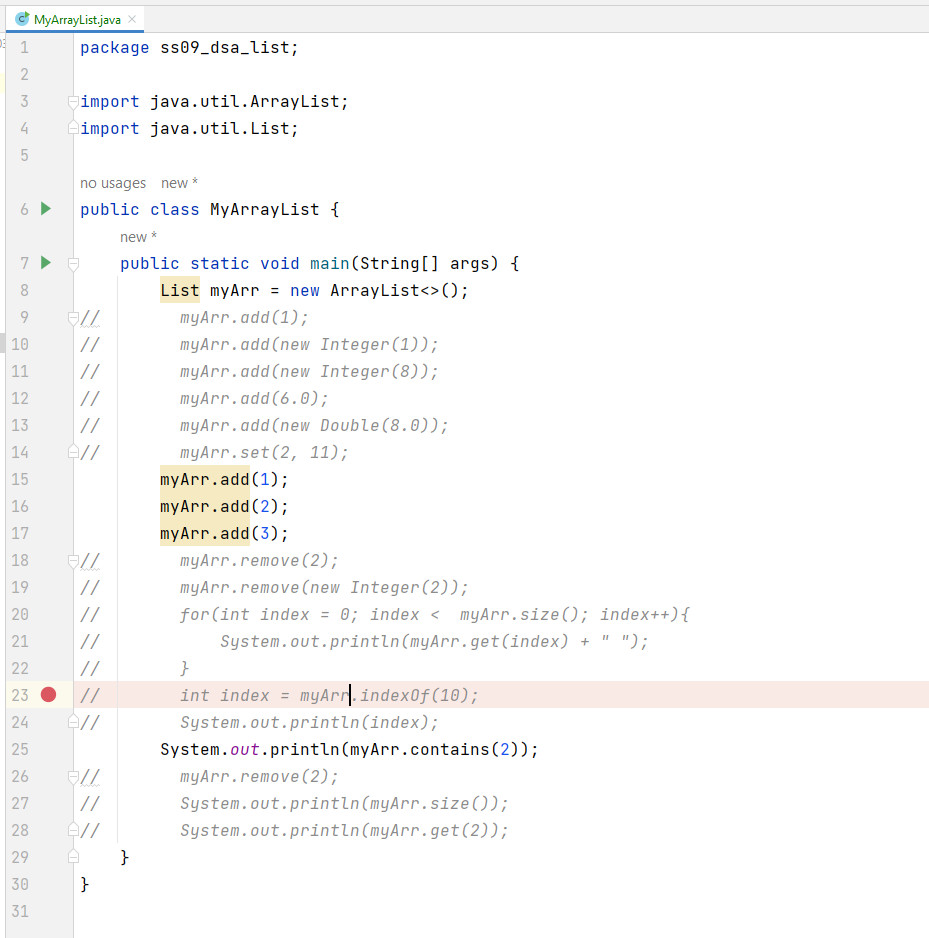 MyArrayList.java
1 package ss09_dsa_list;
2
3 import java.util.ArrayList;
4 import java.util.List;
5
no usages new *
6 public class MyArrayList {
new *
7 public static void main(String[] args) {
8 List myArr = new ArrayList<>();
9 // myArr.add(1);
10 // myArr.add(new Integer(1));
11 // myArr.add(new Integer(8));
12 // myArr.add(6.0);
13 // myArr.add(new Double(8.0));
14 // myArr.set(2, 11);
15 myArr.add(1);
16 myArr.add(2);
17 myArr.add(3);
18 // myArr.remove(2);
19 // myArr.remove(new Integer(2));
20 // for(int index = 0; index <  myArr.size(); index++){
21 // System.out.println(myArr.get(index) + " ");
22 // }
23 // int index = myArr.indexOf(10);
24 // System.out.println(index);
25 System.out.println(myArr.contains(2));
26 // myArr.remove(2);
27 // System.out.println(myArr.size());
28 // System.out.println(myArr.get(2));
29 }
30 }
31